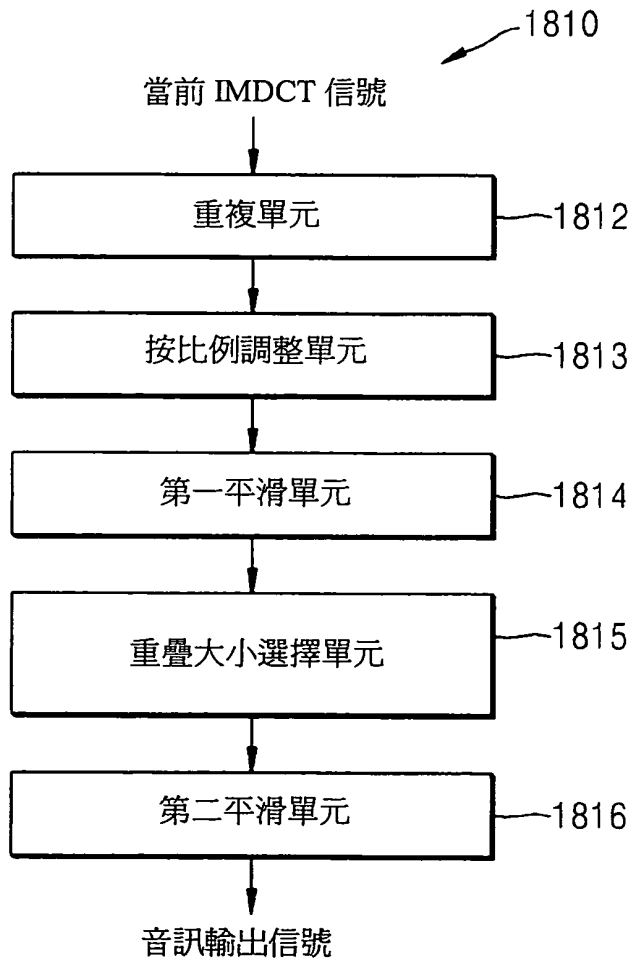 1810
當前 IMDCT 信號
重複單元
1812
按比例調整單元
1813
第一平滑單元
1814
重疊大小選擇單元
1815
第二平滑單元
1816
音訊輸出信號